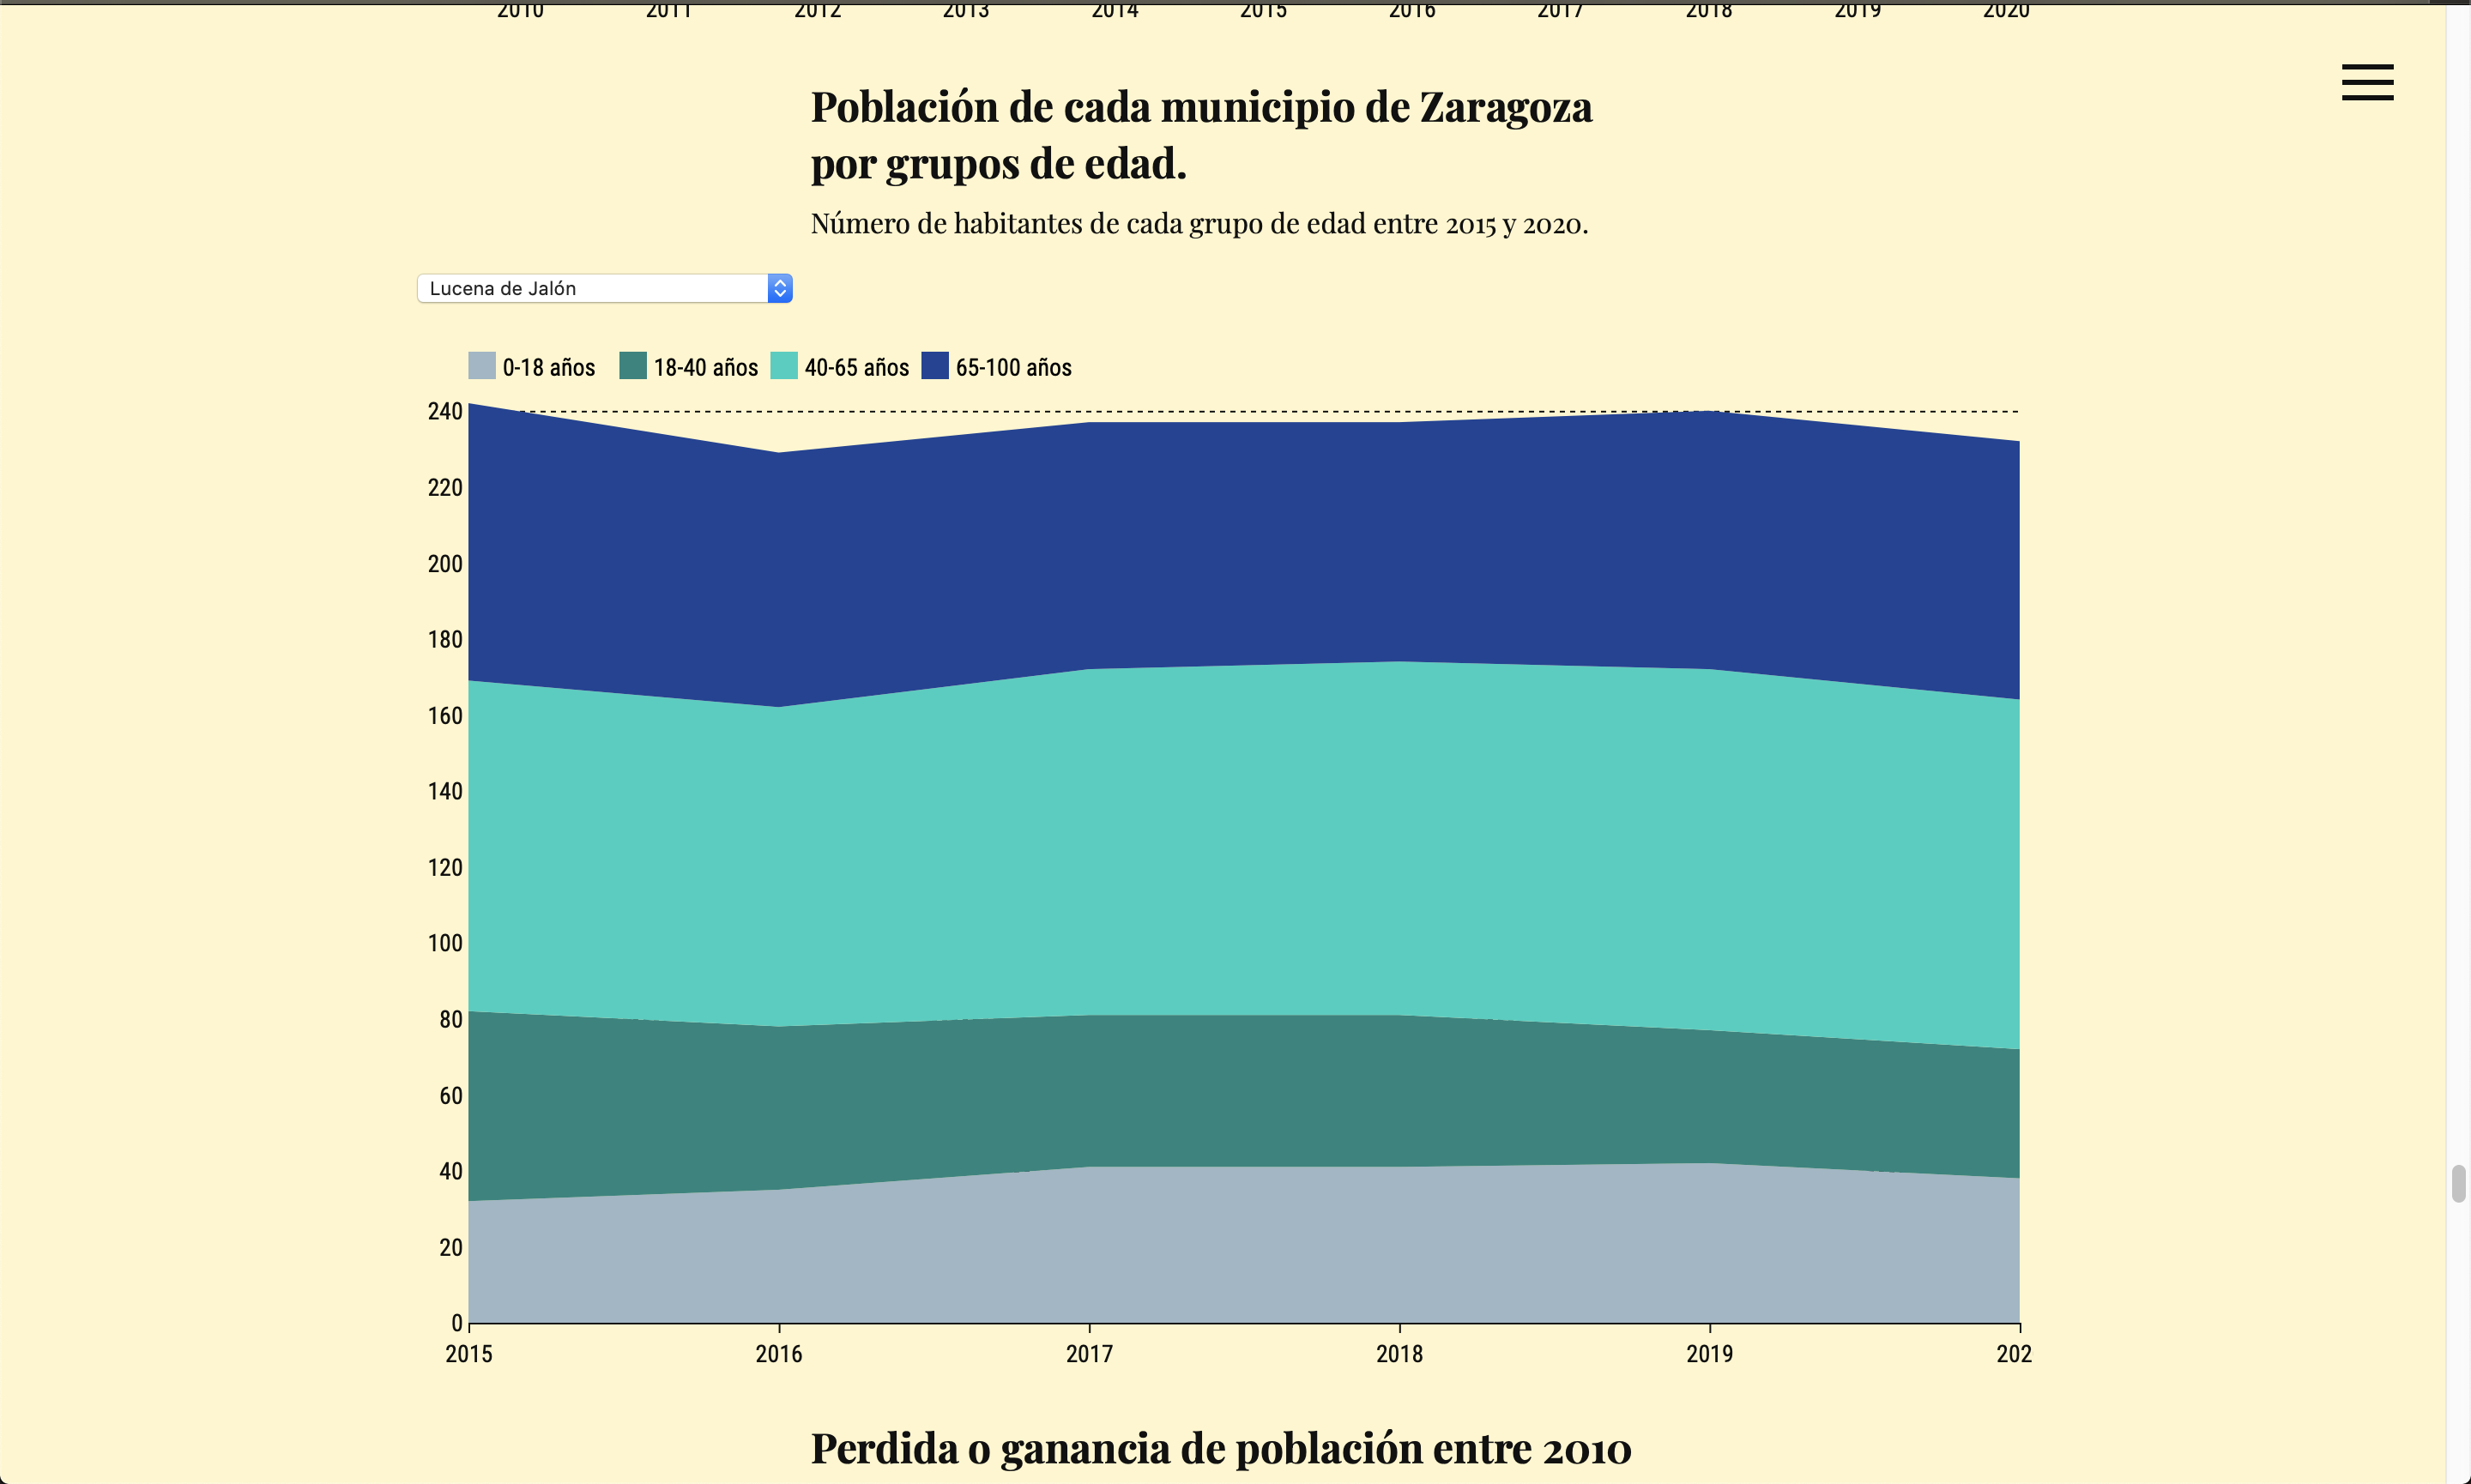 2010 2011 2012 2013 2014 2015 2016 2017 2018 2019 2020
Población de cada municipio de Zaragoza
por grupos de edad.
Número de habitantes de cada grupo de edad entre 2015 y 2020.
Lucena de Jalón
0-18 años 18-40 años 40-65 años 65-100 años
240
220
200
180
160
140
120
100
80
60
40
20
0
2015 2016 2017 2018 2019 202
Perdida o ganancia de población entre 2010